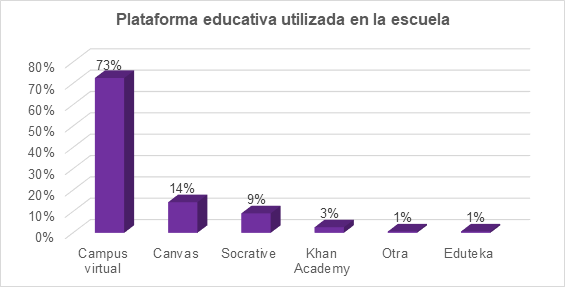 Plataforma educativa utilizada en la escuela
80%
70%
60%
50%
40%
30%
20%
10%
0%
73%
14%
9%
3%
1%
1%
Campus
virtual
Canvas
Socrative
Khan
Academy
Otra
Eduteka